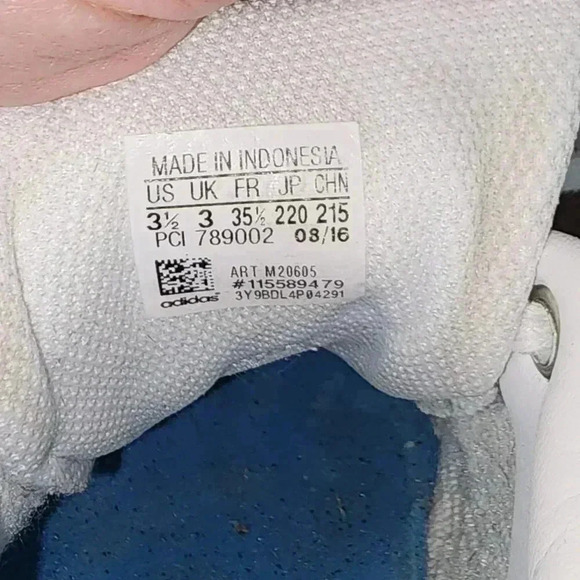 MADE IN INDONESIA
US UK FR JP CHN
3½ 3 35½ 220 215
PCI 789002 08/16
ART M20605
#115589479
adidas 3Y9BDL4P04291